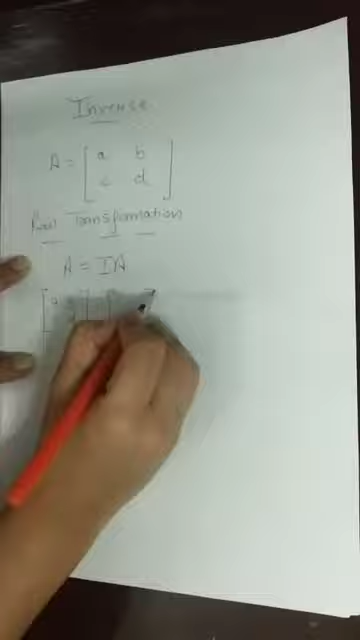 Inverse
A = [ a b
c d ]
Row Transformation
A = IA